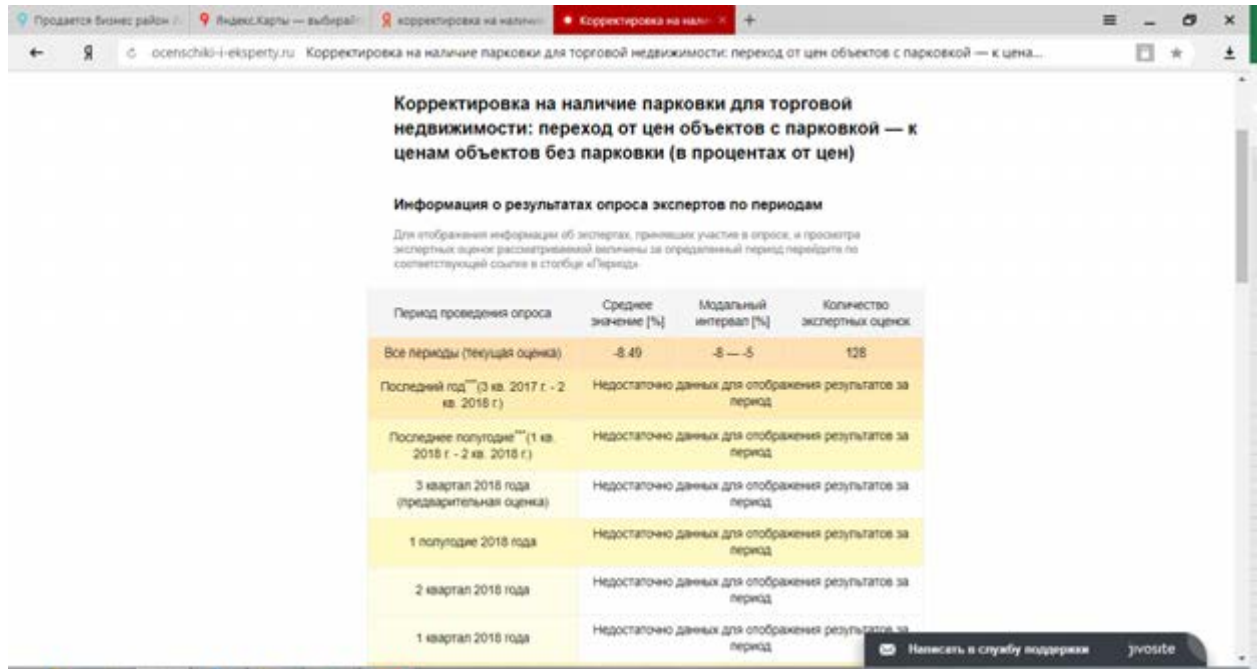 Продается бизнес район
Яндекс.Карты — выбирай
корректировка на наличи
Корректировка на нали
ocenschiki-i-eksperty.ru Корректировка на наличие парковки для торговой недвижимости: переход от цен объектов с парковкой — к цена...
Корректировка на наличие парковки для торговой
недвижимости: переход от цен объектов с парковкой — к
ценам объектов без парковки (в процентах от цен)
Информация о результатах опроса экспертов по периодам
Для отображения информации об экспертах, принявших участие в опросе, и просмотра
экспертных оценок рассматриваемой величины за определенный период перейдите по
соответствующей ссылке в столбце «Период»
Период проведения опроса
Среднее
значение [%]
Модальный
интервал [%]
Количество
экспертных оценок
Все периоды (текущая оценка) -8.49 -8 — -5 128
Последний год***(3 кв. 2017 г. - 2
кв. 2018 г.)
Недостаточно данных для отображения результатов за
период
Последнее полугодие***(1 кв.
2018 г. - 2 кв. 2018 г.)
Недостаточно данных для отображения результатов за
период
3 квартал 2018 года
(предварительная оценка)
Недостаточно данных для отображения результатов за
период
1 полугодие 2018 года
Недостаточно данных для отображения результатов за
период
2 квартал 2018 года
Недостаточно данных для отображения результатов за
период
1 квартал 2018 года
Недостаточно данных для отображения результатов за
период
Написать в службу поддержки jivosite